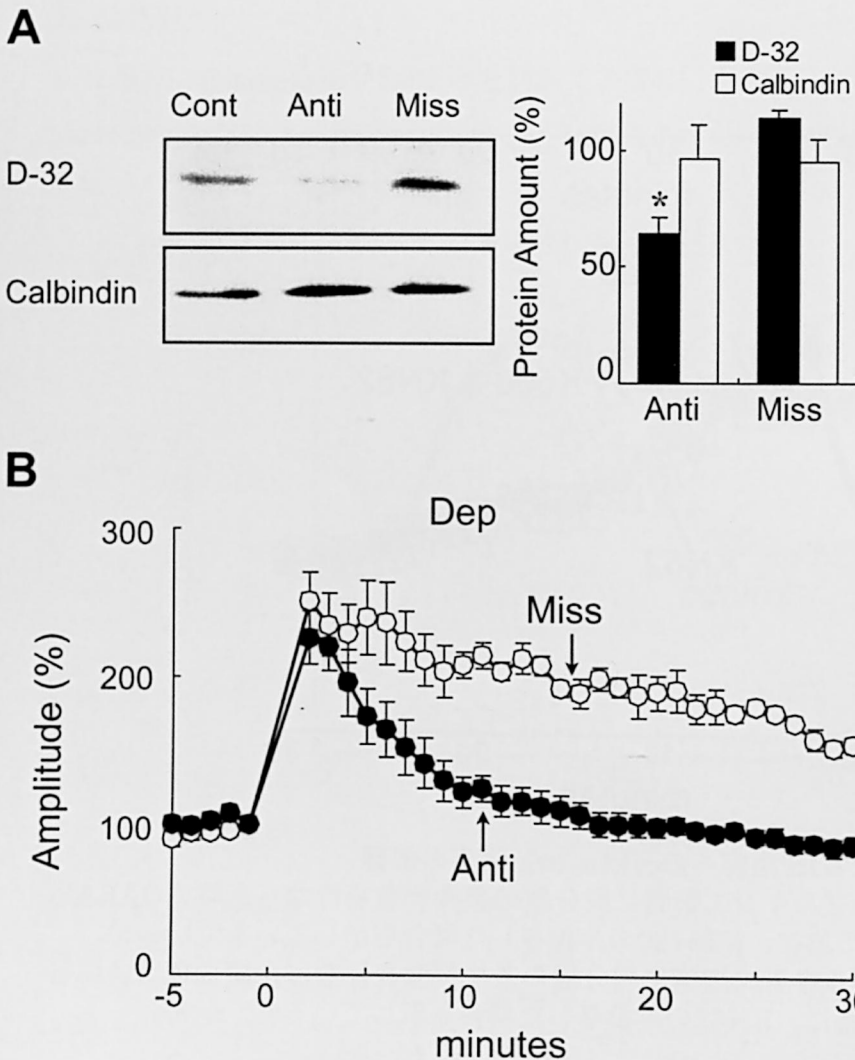 A
D-32
Calbindin
Cont Anti Miss
D-32
Calbindin
Protein Amount (%)
100
50
0
*
Anti Miss
B
Dep
Amplitude (%)
300
200
100
0
Miss
Anti
-5 0 10 20
minutes